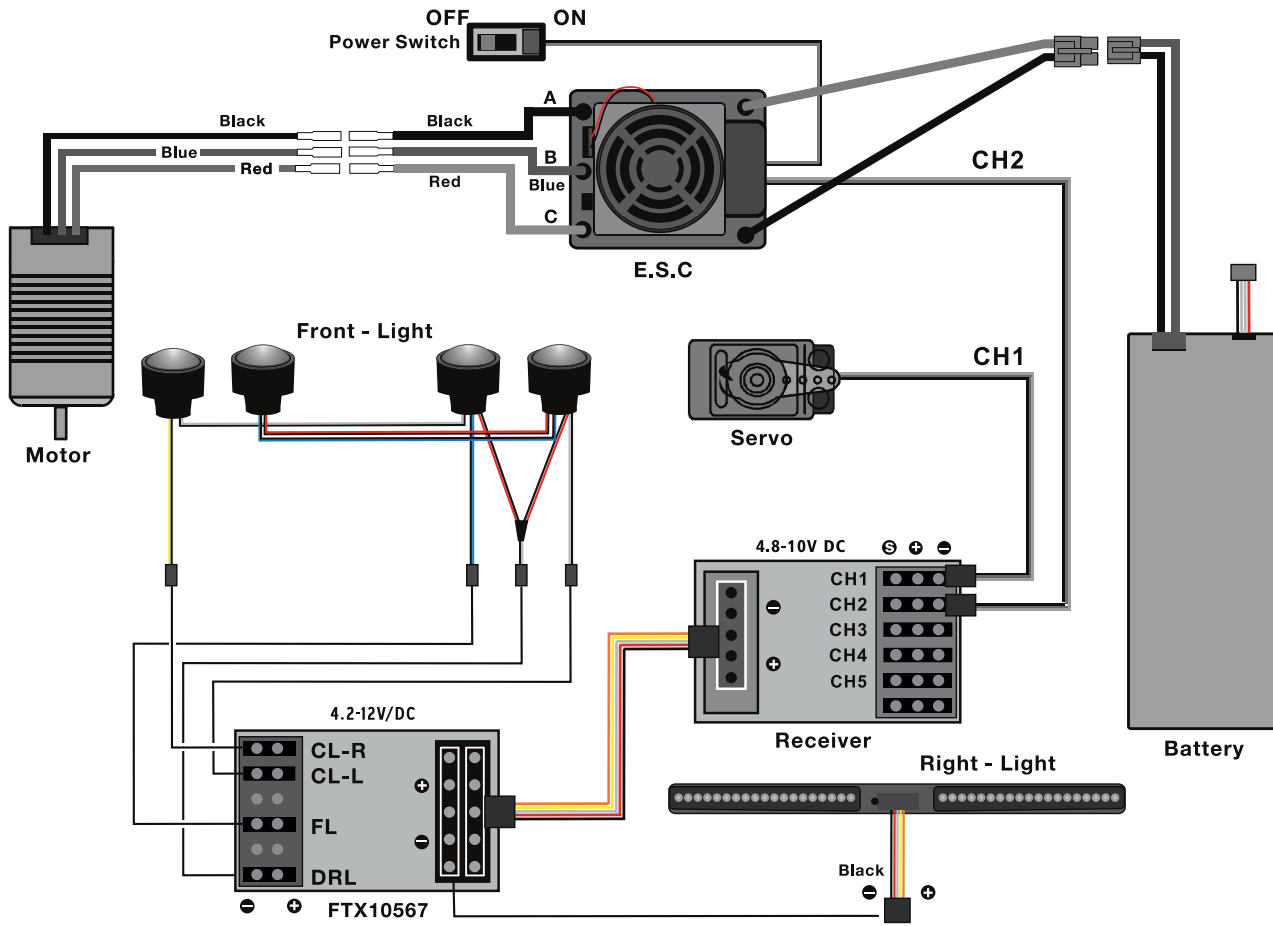 OFF ON
Power Switch
A
Black Black
Blue
B
Blue
Red Red
C
CH2
E.S.C
Front - Light
CH1
Motor
Servo
4.8-10V DC S + −
CH1
CH2
−
CH3
CH4
+
CH5
Receiver
Battery
4.2-12V/DC
CL-R
CL-L
+
FL
−
DRL
− +
FTX10567
Right - Light
Black
− +